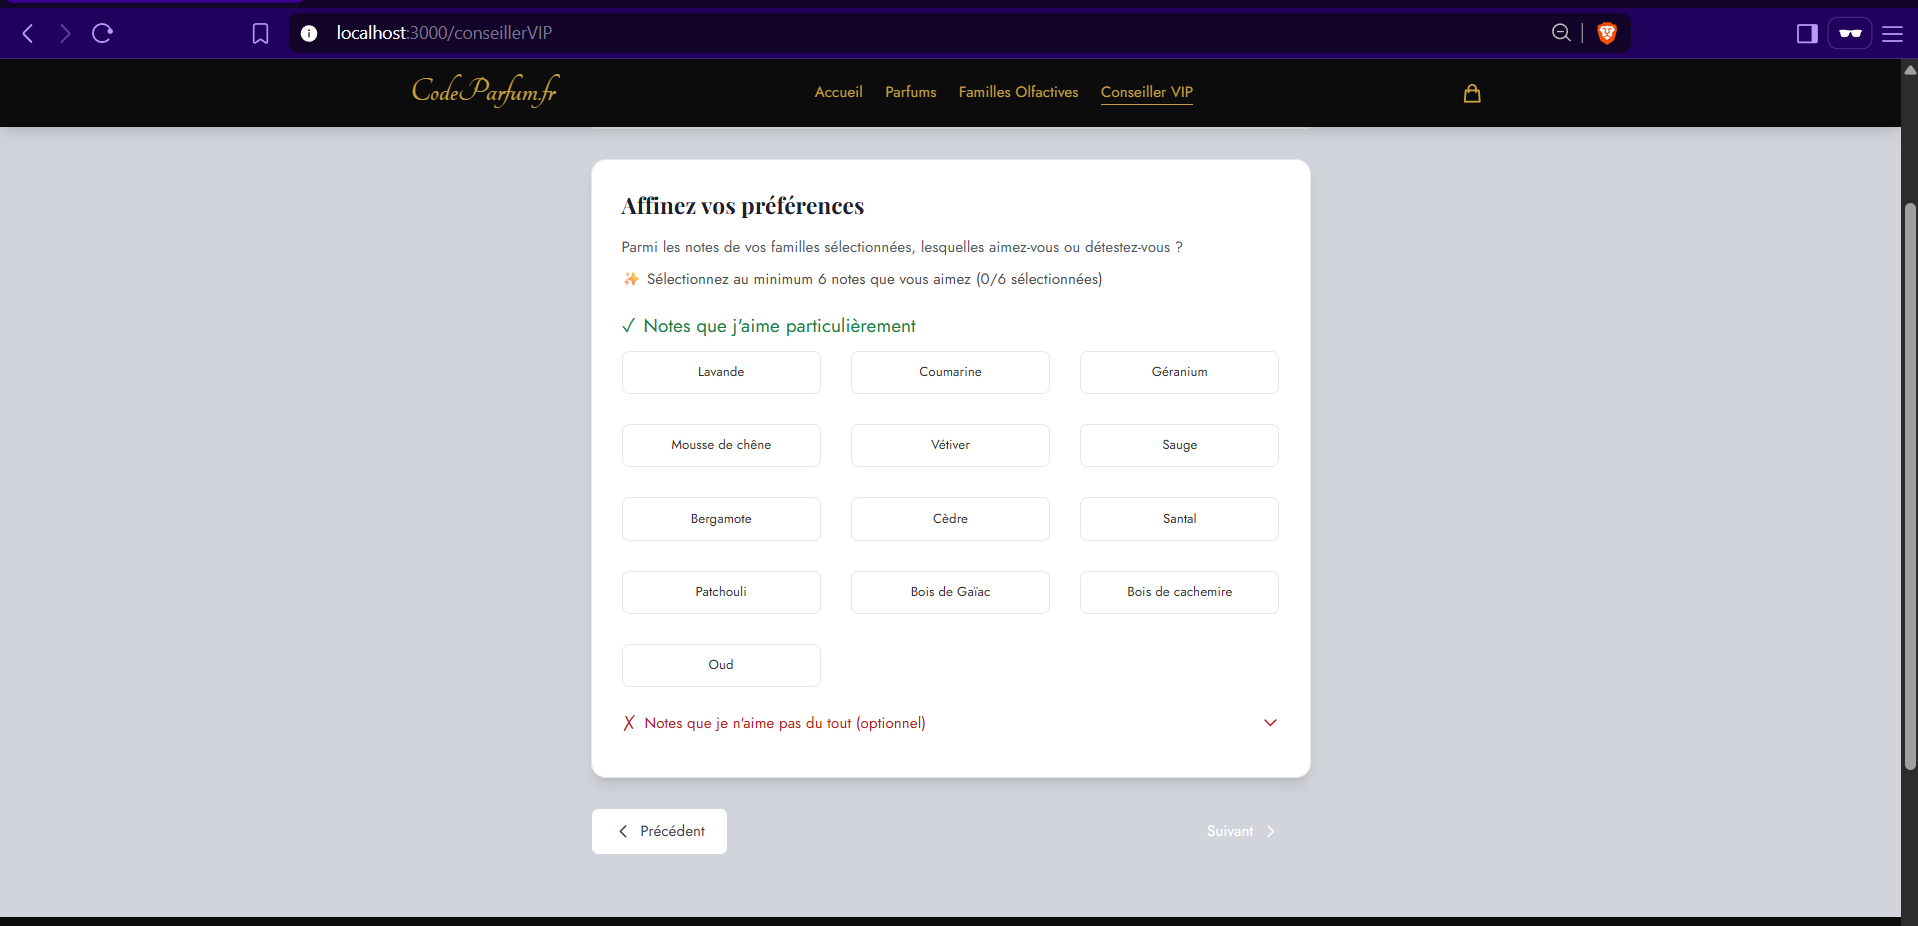 localhost:3000/conseillerVIP
CodeParfum.fr
Accueil Parfums Familles Olfactives Conseiller VIP
Affinez vos préférences
Parmi les notes de vos familles sélectionnées, lesquelles aimez-vous ou détestez-vous ?
✨ Sélectionnez au minimum 6 notes que vous aimez (0/6 sélectionnées)
✓ Notes que j'aime particulièrement
Lavande Coumarine Géranium
Mousse de chêne Vétiver Sauge
Bergamote Cèdre Santal
Patchouli Bois de Gaïac Bois de cachemire
Oud
✗ Notes que je n'aime pas du tout (optionnel)
Précédent Suivant